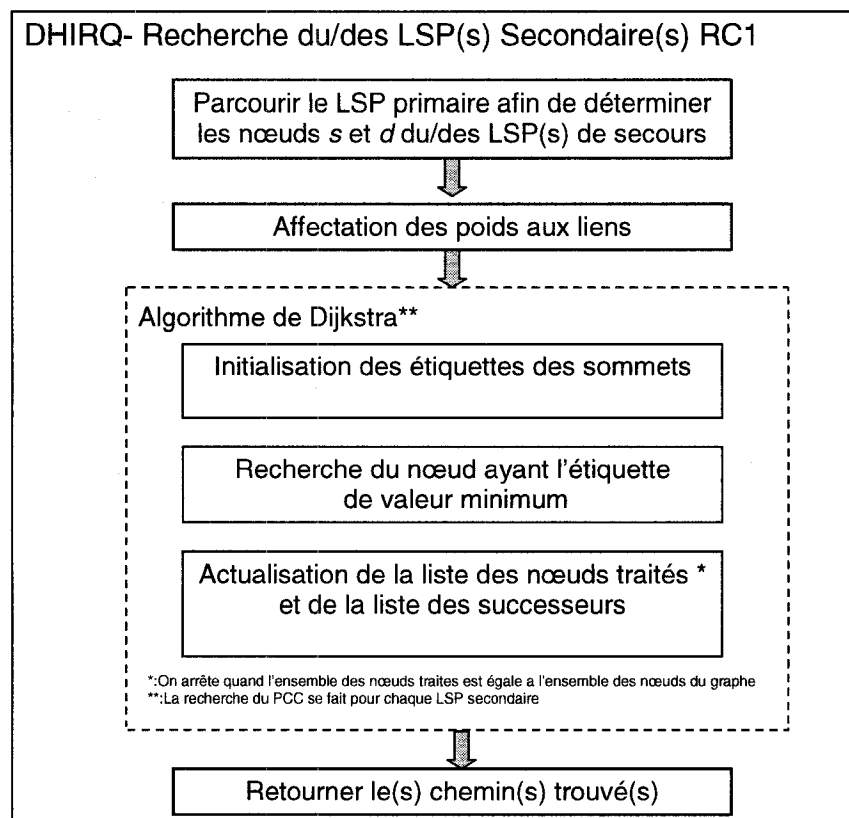 DHIRQ- Recherche du/des LSP(s) Secondaire(s) RC1
Parcourir le LSP primaire afin de déterminer
les nœuds s et d du/des LSP(s) de secours
Affectation des poids aux liens
Algorithme de Dijkstra**
Initialisation des étiquettes des sommets
Recherche du nœud ayant l'étiquette
de valeur minimum
Actualisation de la liste des nœuds traités *
et de la liste des successeurs
*:On arrête quand l'ensemble des nœuds traites est égale a l'ensemble des nœuds du graphe
**:La recherche du PCC se fait pour chaque LSP secondaire
Retourner le(s) chemin(s) trouvé(s)